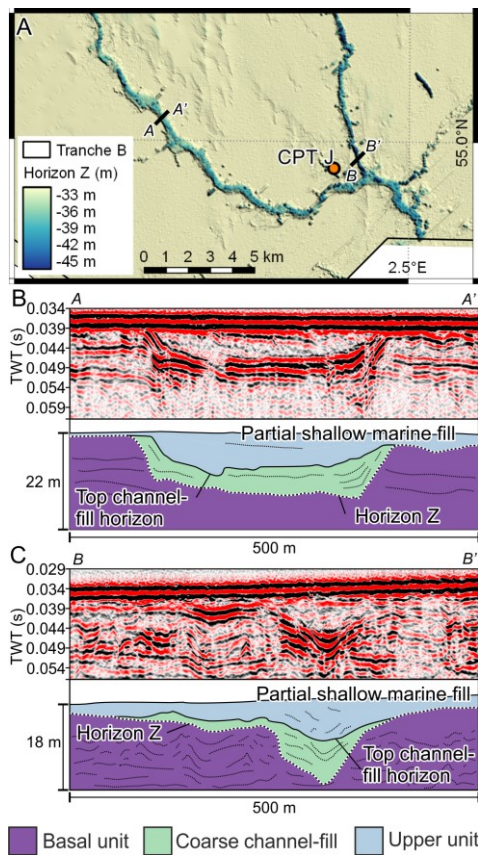 A
Tranche B
Horizon Z (m)
-33 m
-36 m
-39 m
-42 m
-45 m
0 1 2 3 4 5 km
A
A'
CPT J
B'
B
55.0°N
2.5°E
B
A
A'
TWT (s)
0.034
0.039
0.044
0.049
0.054
0.059
Partial shallow marine fill
22 m
Top channel-
fill horizon
Horizon Z
500 m
C
B
B'
TWT (s)
0.029
0.034
0.039
0.044
0.049
0.054
Partial shallow marine fill
18 m
Horizon Z
Top channel-
fill horizon
500 m
Basal unit
Coarse channel-fill
Upper unit